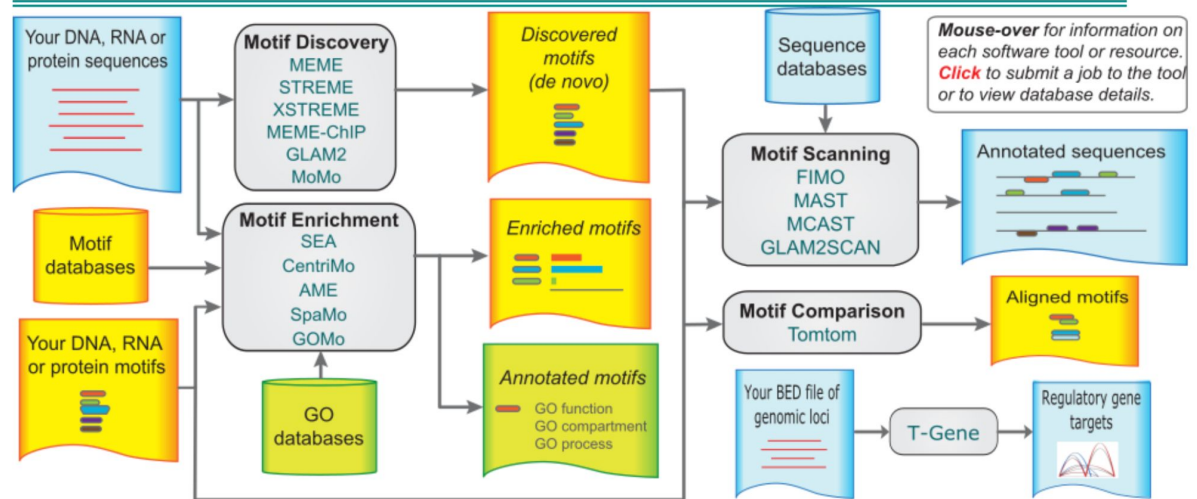 Your DNA, RNA or
protein sequences
Motif Discovery
MEME
STREME
XSTREME
MEME-ChIP
GLAM2
MoMo
Discovered
motifs
(de novo)
Sequence
databases
Mouse-over for information on
each software tool or resource.
Click to submit a job to the tool
or to view database details.
Motif
databases
Motif Enrichment
SEA
CentriMo
AME
SpaMo
GOMo
Enriched motifs
Motif Scanning
FIMO
MAST
MCAST
GLAM2SCAN
Annotated sequences
Your DNA, RNA
or protein motifs
GO
databases
Annotated motifs
GO function
GO compartment
GO process
Motif Comparison
Tomtom
Aligned motifs
Your BED file of
genomic loci
T-Gene
Regulatory gene
targets